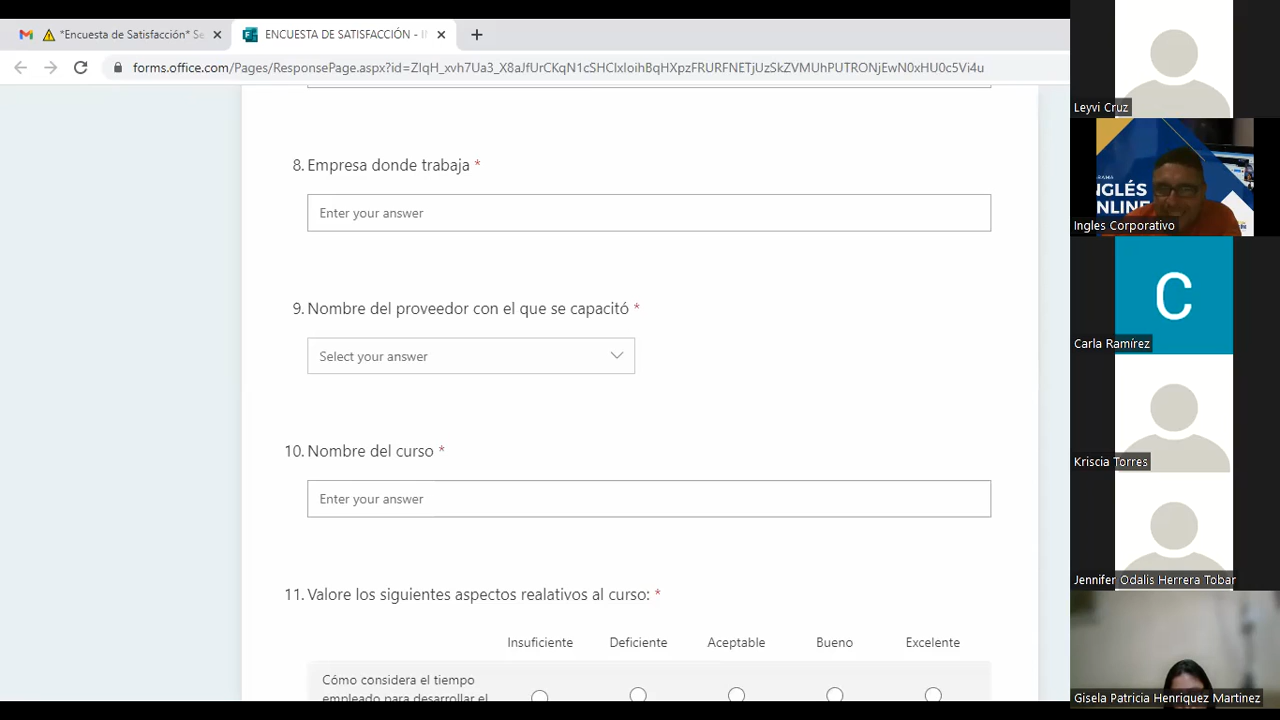 *Encuesta de Satisfacción* Se
ENCUESTA DE SATISFACCIÓN - I
forms.office.com/Pages/ResponsePage.aspx?id=ZIqH_xvh7Ua3_X8aJfUrCKqN1cSHClxIoihBqHXpzFRURFNETjUzSkZVMUhPUTRONjEwN0xHU0c5Vi4u
8. Empresa donde trabaja *
Enter your answer
9. Nombre del proveedor con el que se capacitó *
Select your answer
10. Nombre del curso *
Enter your answer
11. Valore los siguientes aspectos realativos al curso: *
Insuficiente Deficiente Aceptable Bueno Excelente
Cómo considera el tiempo
empleado para desarrollar el
Leyvi Cruz
NGLÉS
NLINE
Ingles Corporativo
C
Carla Ramírez
Kriscia Torres
Jennifer Odalis Herrera Tobar
Gisela Patricia Henriquez Martinez